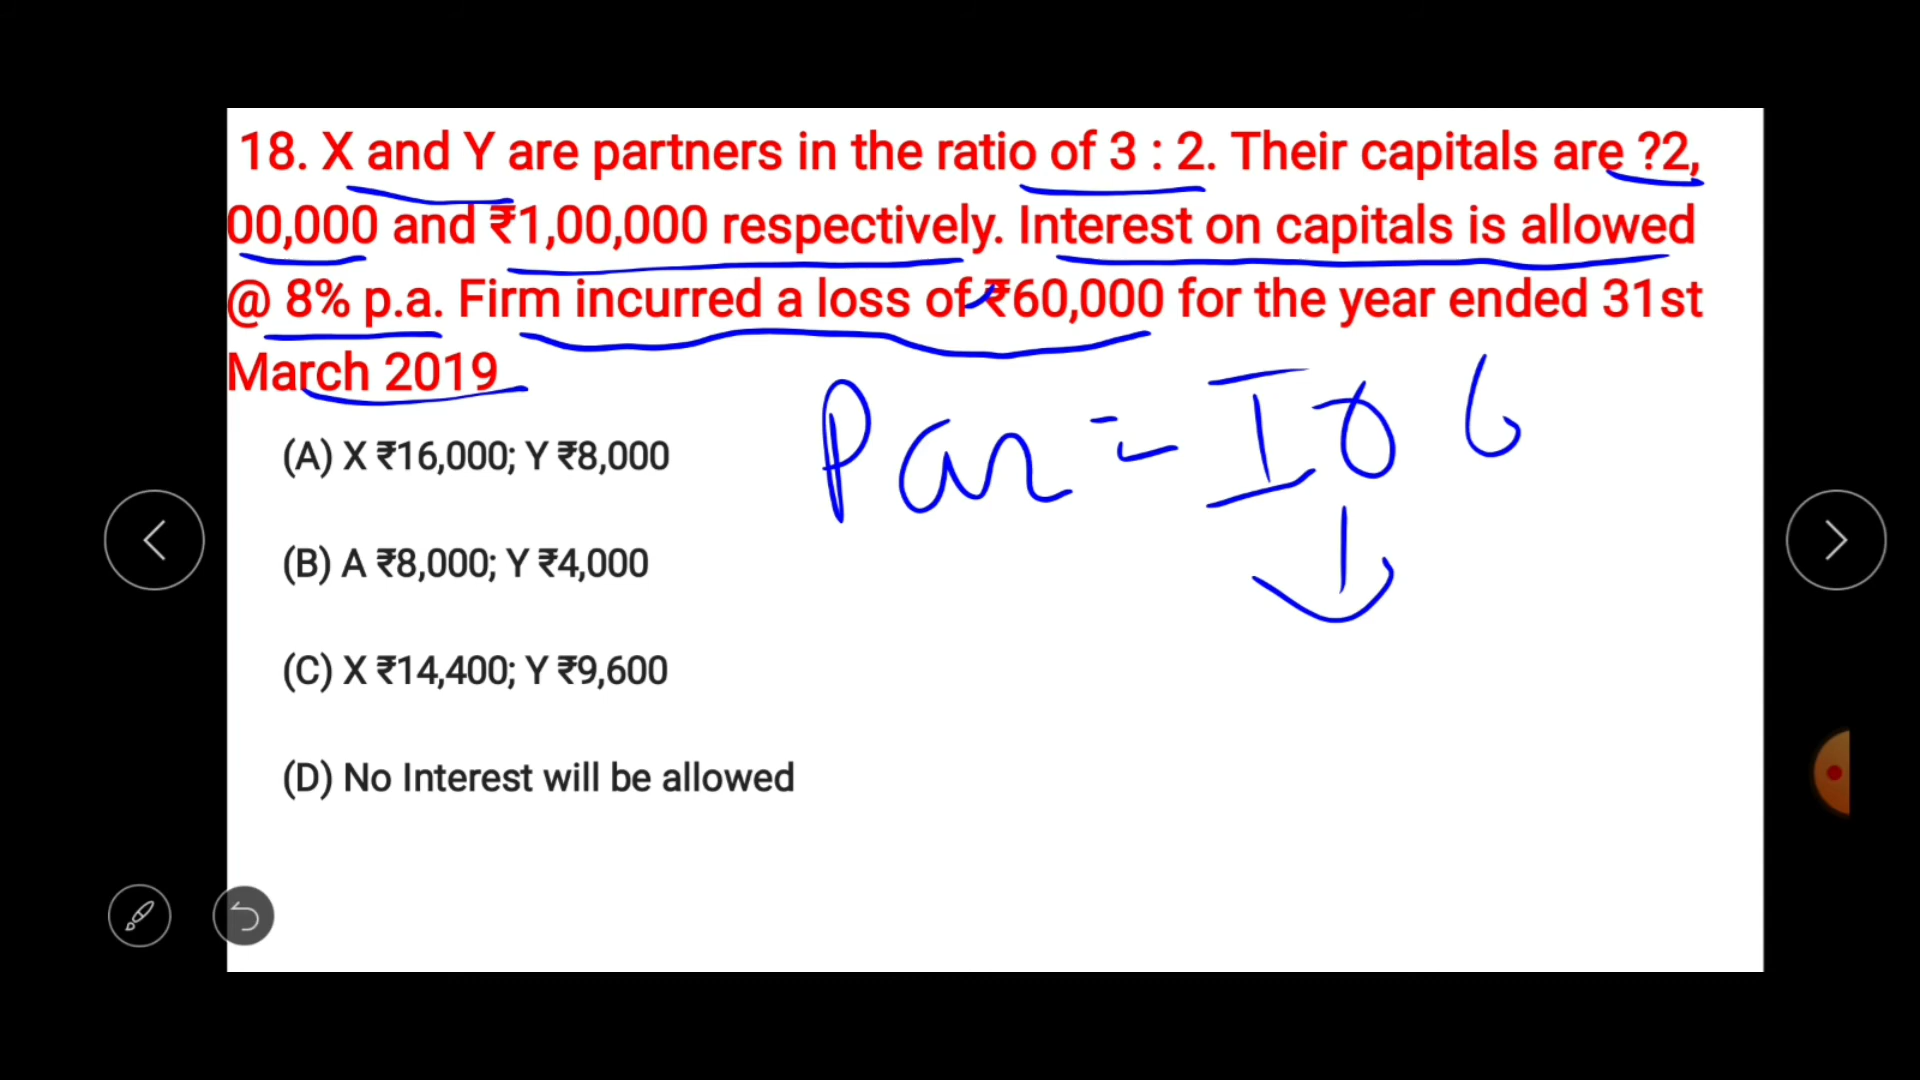 18. X and Y are partners in the ratio of 3 : 2. Their capitals are ?2,
00,000 and ₹1,00,000 respectively. Interest on capitals is allowed
@ 8% p.a. Firm incurred a loss of ₹60,000 for the year ended 31st
March 2019
(A) X ₹16,000; Y ₹8,000
(B) A ₹8,000; Y ₹4,000
(C) X ₹14,400; Y ₹9,600
(D) No Interest will be allowed